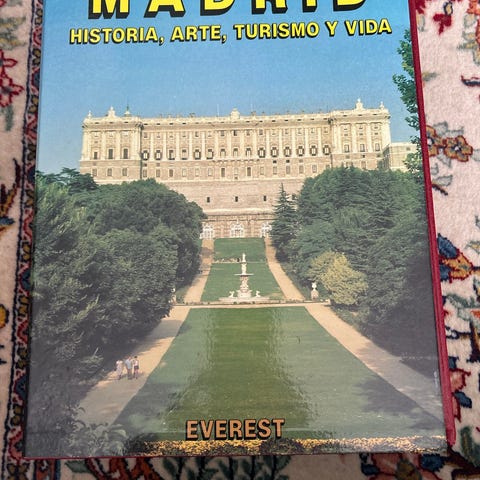 MADRID
HISTORIA, ARTE, TURISMO Y VIDA
EVEREST